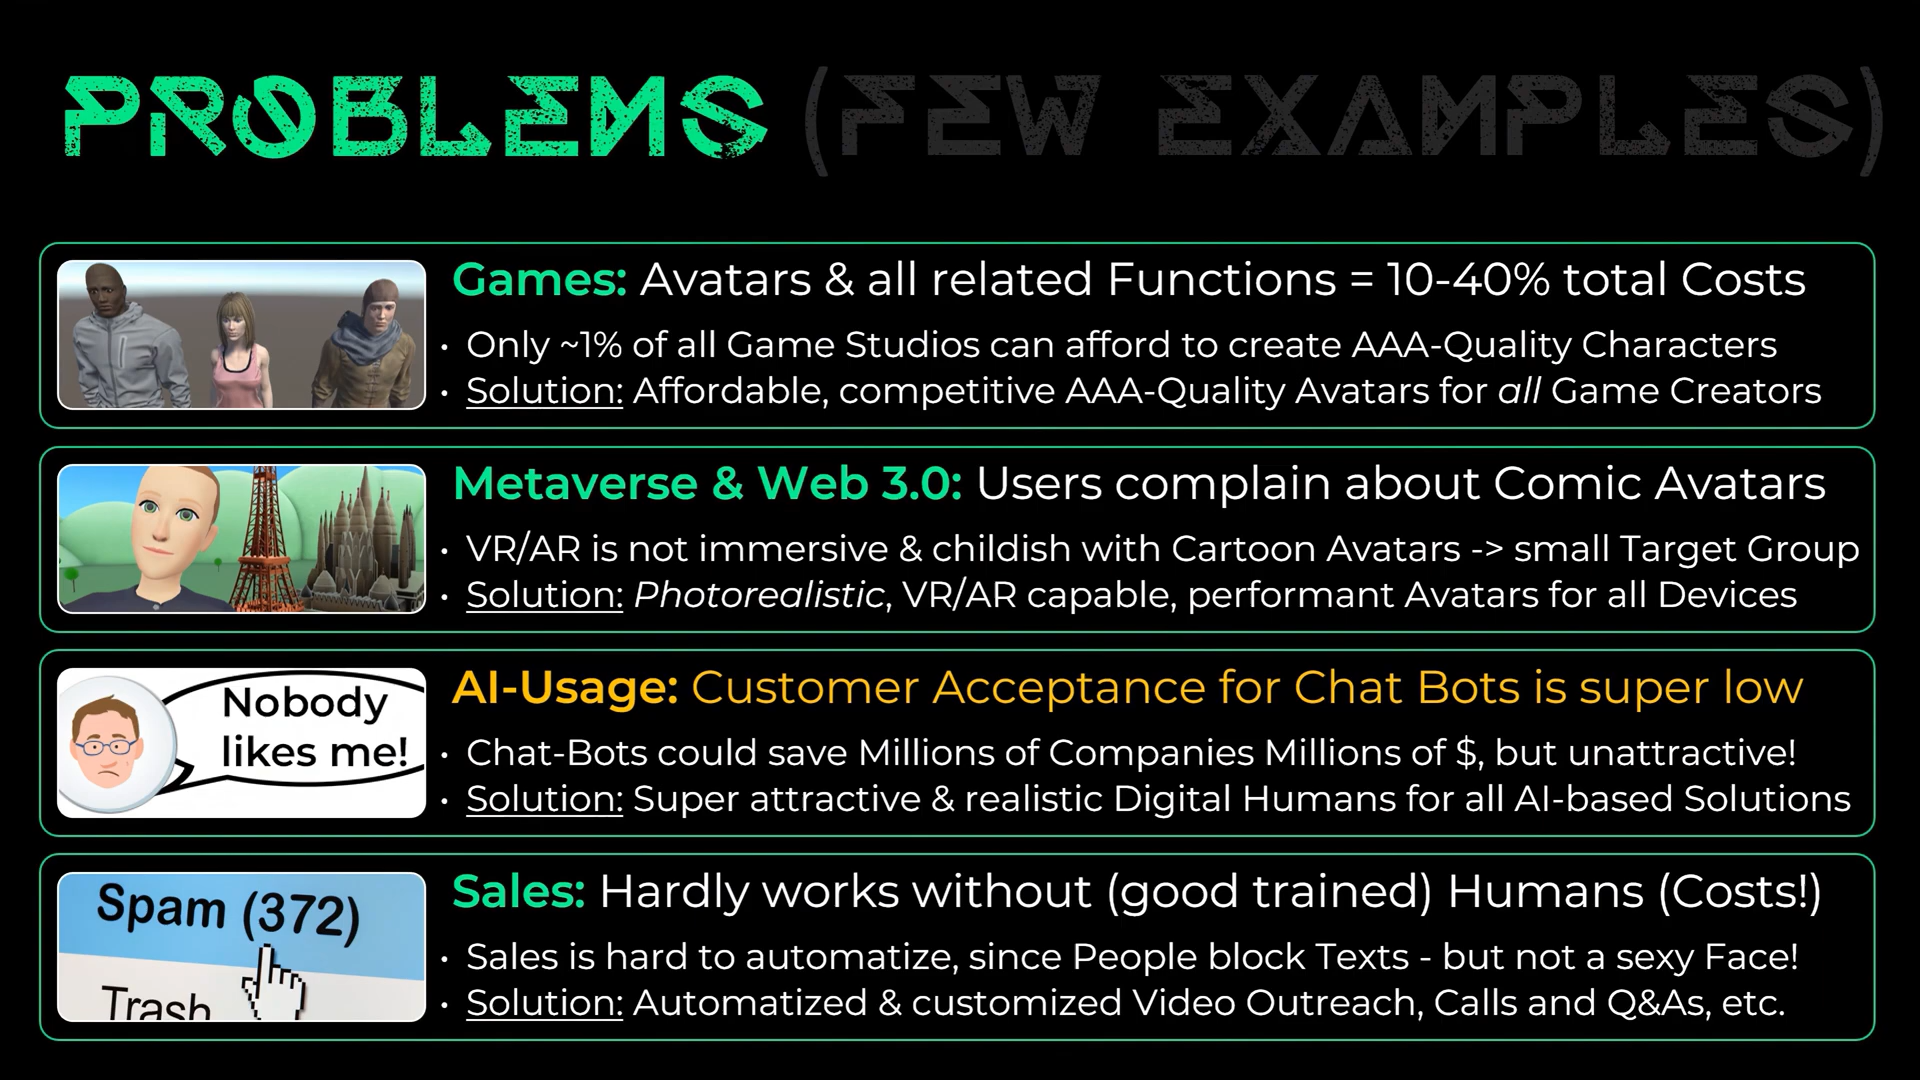 PROBLEMS (FEW EXAMPLES)
Games: Avatars & all related Functions = 10-40% total Costs
• Only ~1% of all Game Studios can afford to create AAA-Quality Characters
• Solution: Affordable, competitive AAA-Quality Avatars for all Game Creators
Metaverse & Web 3.0: Users complain about Comic Avatars
• VR/AR is not immersive & childish with Cartoon Avatars -> small Target Group
• Solution: Photorealistic, VR/AR capable, performant Avatars for all Devices
Nobody
likes me!
AI-Usage: Customer Acceptance for Chat Bots is super low
• Chat-Bots could save Millions of Companies Millions of $, but unattractive!
• Solution: Super attractive & realistic Digital Humans for all AI-based Solutions
Spam (372)
Trash
Sales: Hardly works without (good trained) Humans (Costs!)
• Sales is hard to automatize, since People block Texts - but not a sexy Face!
• Solution: Automatized & customized Video Outreach, Calls and Q&As, etc.